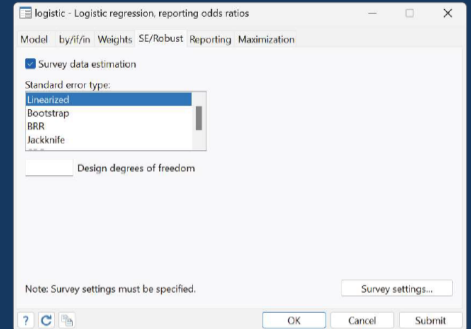 logistic - Logistic regression, reporting odds ratios
Model by/if/in Weights SE/Robust Reporting Maximization
Survey data estimation
Standard error type:
Linearized
Bootstrap
BRR
Jackknife
Design degrees of freedom
Note: Survey settings must be specified.
Survey settings...
? OK Cancel Submit